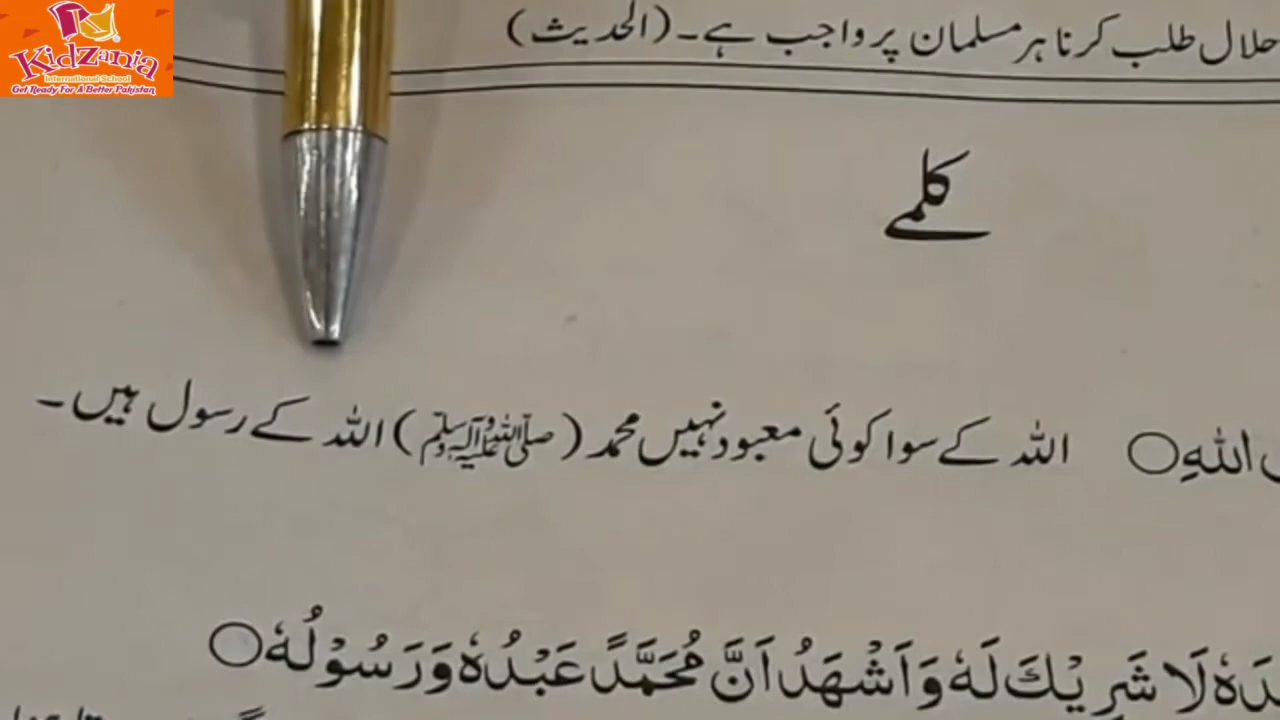 KidZania
International School
Get Ready For A Better Pakistan
حلال طلب کرنا ہر مسلمان پر واجب ہے۔ (الحدیث)
کلمے
اللهِ○ اللہ کے سوا کوئی معبود نہیں محمد (صلی اللہ علیہ وآلہ وسلم) اللہ کے رسول ہیں۔
لَا شَرِيْكَ لَهٗ وَاَشْهَدُ اَنَّ مُحَمَّدًا عَبْدُهٗ وَرَسُوْلُهٗ○